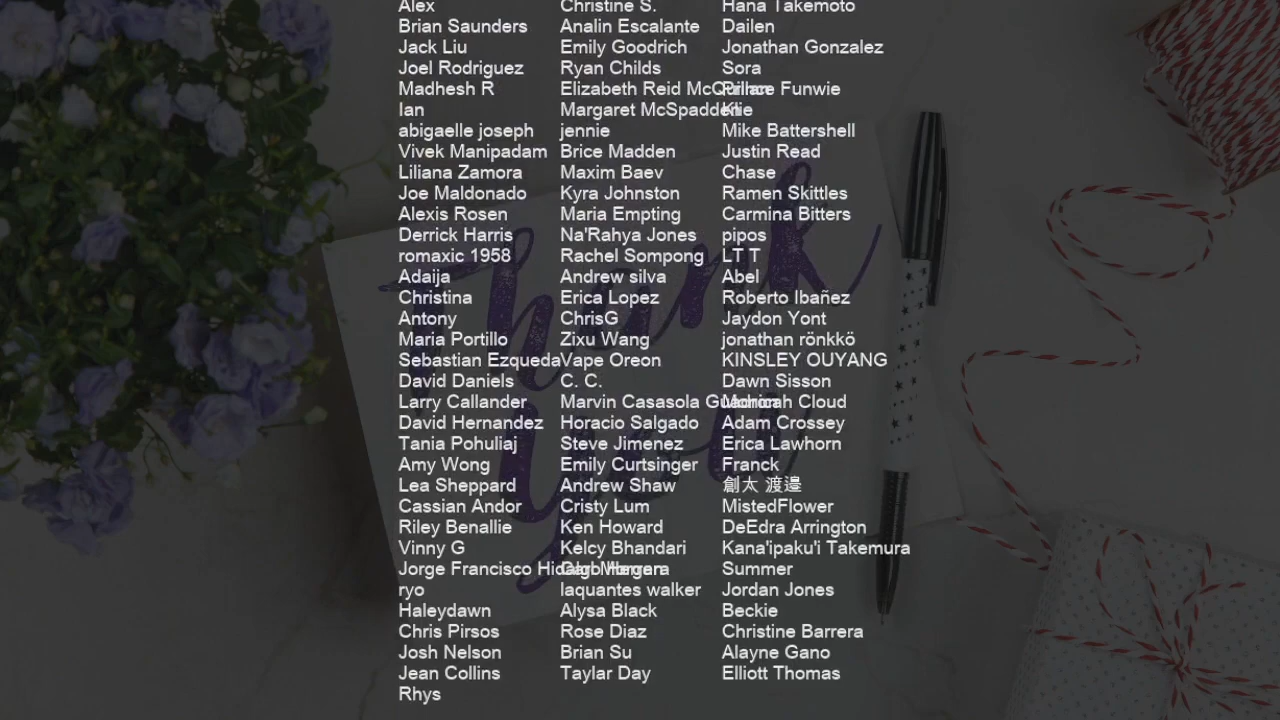 Alex
Brian Saunders
Jack Liu
Joel Rodriguez
Madhesh R
Ian
abigaelle joseph
Vivek Manipadam
Liliana Zamora
Joe Maldonado
Alexis Rosen
Derrick Harris
romaxic 1958
Adaija
Christina
Antony
Maria Portillo
Sebastian Ezqueda
David Daniels
Larry Callander
David Hernandez
Tania Pohuliaj
Amy Wong
Lea Sheppard
Cassian Andor
Riley Benallie
Vinny G
Jorge Francisco Hidalgo Herrera
ryo
Haleydawn
Chris Pirsos
Josh Nelson
Jean Collins
Rhys
Christine S.
Analin Escalante
Emily Goodrich
Ryan Childs
Elizabeth Reid McQuillan
Margaret McSpadden
jennie
Brice Madden
Maxim Baev
Kyra Johnston
Maria Empting
Na'Rahya Jones
Rachel Sompong
Andrew silva
Erica Lopez
ChrisG
Zixu Wang
Vape Oreon
C. C.
Marvin Casasola Guedron
Horacio Salgado
Steve Jimenez
Emily Curtsinger
Andrew Shaw
Cristy Lum
Ken Howard
Kelcy Bhandari
Morgan
laquantes walker
Alysa Black
Rose Diaz
Brian Su
Taylar Day
Hana Takemoto
Dailen
Jonathan Gonzalez
Sora
Prince Funwie
Mike Battershell
Justin Read
Chase
Ramen Skittles
Carmina Bitters
pipos
LT T
Abel
Roberto Ibañez
Jaydon Yont
jonathan rönkkö
KINSLEY OUYANG
Dawn Sisson
Cloud
Adam Crossey
Erica Lawhorn
Franck
創太 渡邉
MistedFlower
DeEdra Arrington
Kana'ipaku'i Takemura
Summer
Jordan Jones
Beckie
Christine Barrera
Alayne Gano
Elliott Thomas
Thank
you